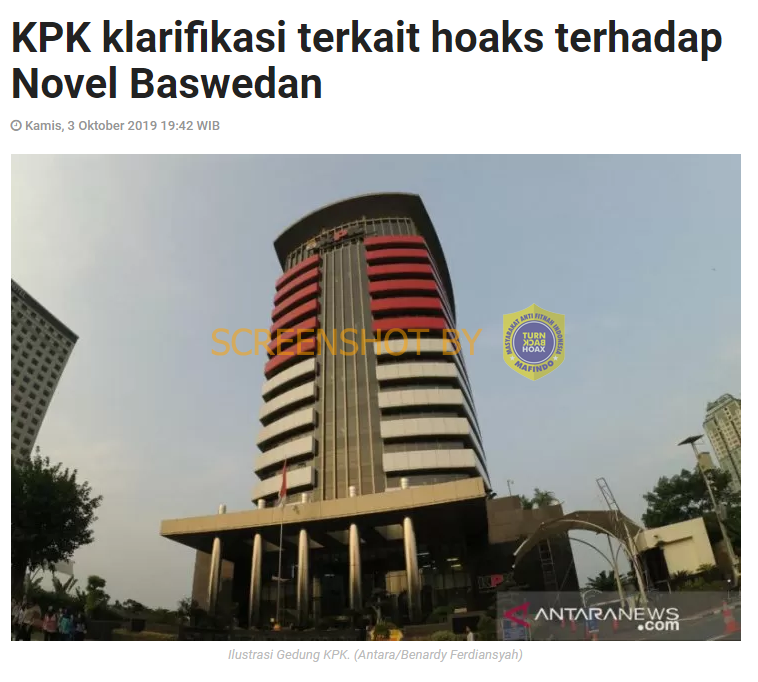 KPK klarifikasi terkait hoaks terhadap
Novel Baswedan
Kamis, 3 Oktober 2019 19:42 WIB
SCREENSHOT BY
MASYARAKAT ANTI FITNAH INDONESIA
TURN
BACK
HOAX
MAFINDO
KP
ANTARANEWS
.com
Ilustrasi Gedung KPK. (Antara/Benardy Ferdiansyah)